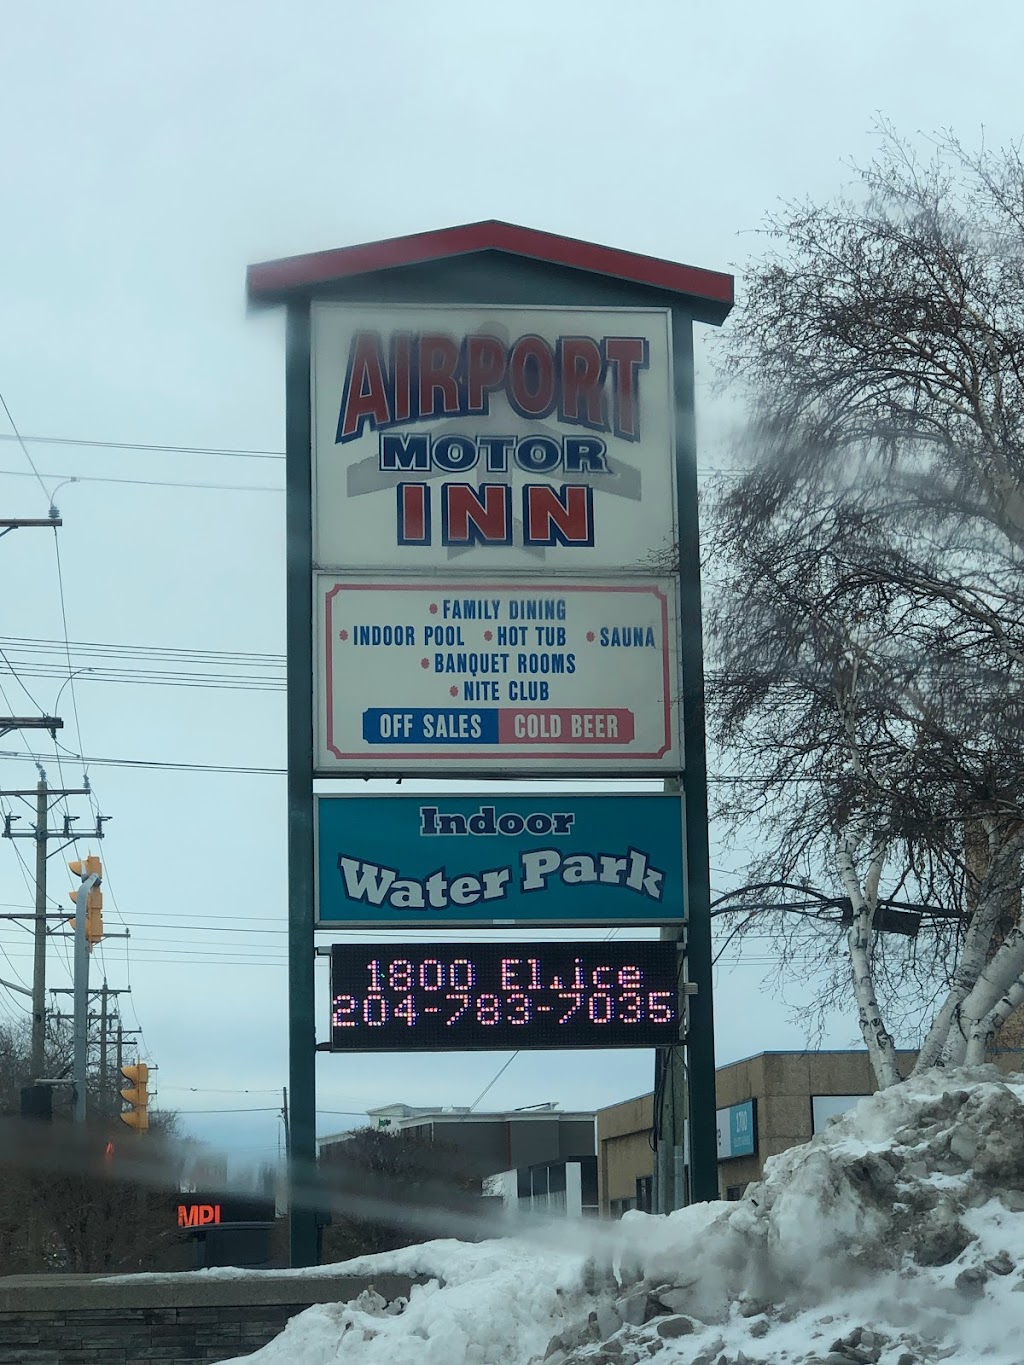 AIRPORT
MOTOR
INN
FAMILY DINING
INDOOR POOL HOT TUB SAUNA
BANQUET ROOMS
NITE CLUB
OFF SALES COLD BEER
Indoor
Water Park
1800 Ellice
204-783-7035
1700
MPI